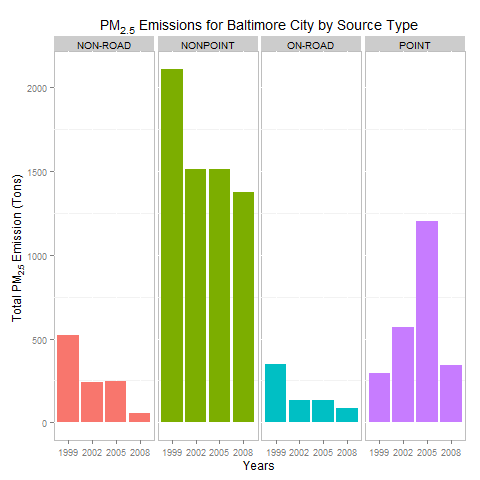 PM2.5 Emissions for Baltimore City by Source Type
NON-ROAD NONPOINT ON-ROAD POINT
Total PM2.5 Emission (Tons)
2000
1500
1000
500
0
1999 2002 2005 2008 1999 2002 2005 2008 1999 2002 2005 2008 1999 2002 2005 2008
Years